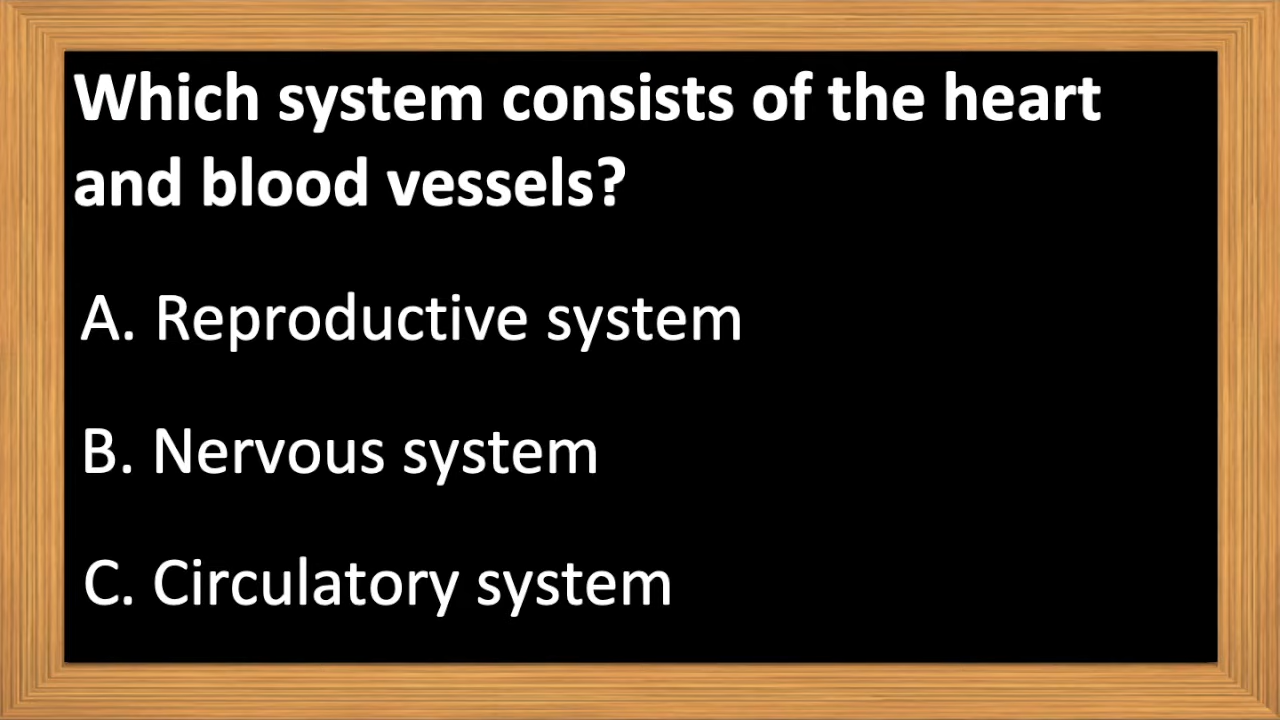 Which system consists of the heart
and blood vessels?
A. Reproductive system
B. Nervous system
C. Circulatory system